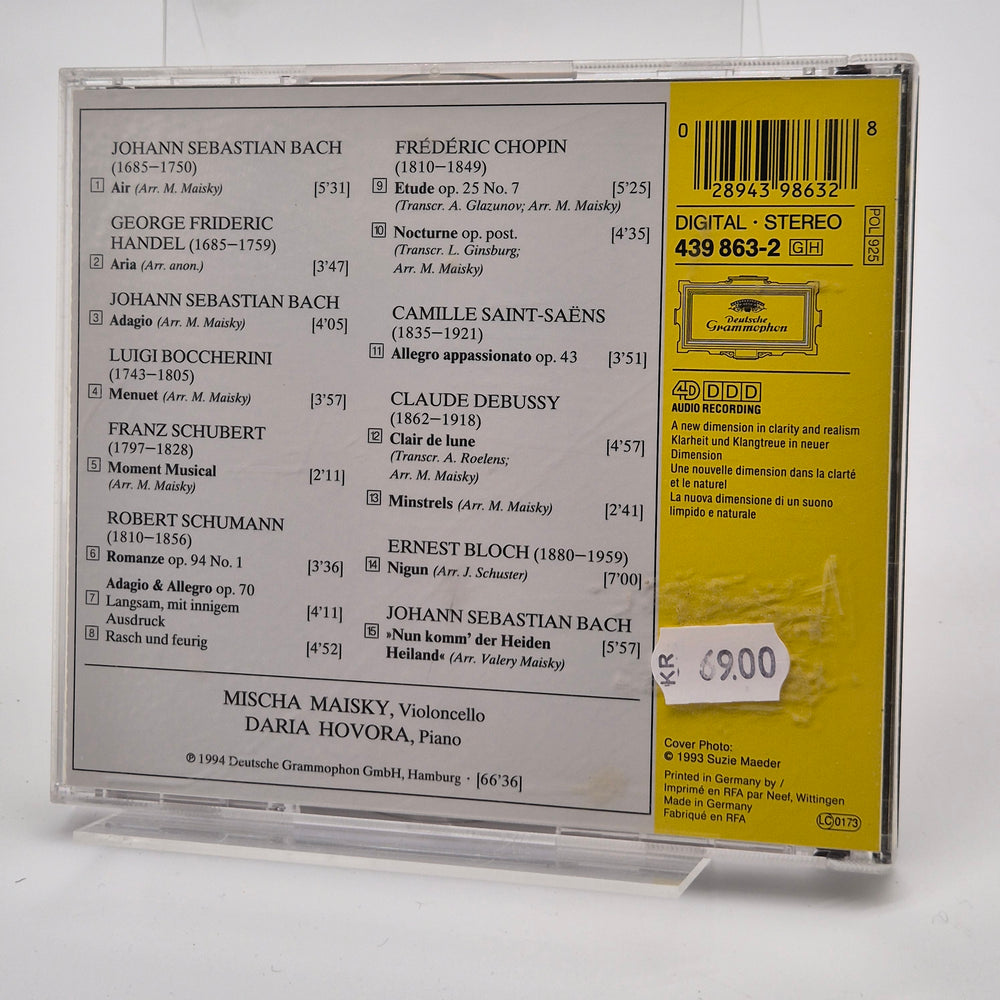 JOHANN SEBASTIAN BACH
(1685–1750)
1 Air (Arr. M. Maisky) [5'31]
GEORGE FRIDERIC
HANDEL (1685–1759)
2 Aria (Arr. anon.) [3'47]
JOHANN SEBASTIAN BACH
3 Adagio (Arr. M. Maisky) [4'05]
LUIGI BOCCHERINI
(1743–1805)
4 Menuet (Arr. M. Maisky) [3'57]
FRANZ SCHUBERT
(1797–1828)
5 Moment Musical [2'11]
(Arr. M. Maisky)
ROBERT SCHUMANN
(1810–1856)
6 Romanze op. 94 No. 1 [3'36]
Adagio & Allegro op. 70
7 Langsam, mit innigem [4'11]
Ausdruck
8 Rasch und feurig [4'52]
FRÉDÉRIC CHOPIN
(1810–1849)
9 Etude op. 25 No. 7 [5'25]
(Transcr. A. Glazunov; Arr. M. Maisky)
10 Nocturne op. post. [4'35]
(Transcr. L. Ginsburg;
Arr. M. Maisky)
CAMILLE SAINT-SAËNS
(1835–1921)
11 Allegro appassionato op. 43 [3'51]
CLAUDE DEBUSSY
(1862–1918)
12 Clair de lune [4'57]
(Transcr. A. Roelens;
Arr. M. Maisky)
13 Minstrels (Arr. M. Maisky) [2'41]
ERNEST BLOCH (1880–1959)
14 Nigun (Arr. J. Schuster) [7'00]
JOHANN SEBASTIAN BACH
15 »Nun komm' der Heiden [5'57]
Heiland« (Arr. Valery Maisky)
MISCHA MAISKY, Violoncello
DARIA HOVORA, Piano
℗ 1994 Deutsche Grammophon GmbH, Hamburg · [66'36]
0 28943 98632 8
DIGITAL · STEREO
439 863-2 GH
POL 925
Deutsche
Grammophon
4D DDD
AUDIO RECORDING
A new dimension in clarity and realism
Klarheit und Klangtreue in neuer
Dimension
Une nouvelle dimension dans la clarté
et le naturel
La nuova dimensione di un suono
limpido e naturale
KR 69.00
Cover Photo:
© 1993 Suzie Maeder
Printed in Germany by /
Imprimé en RFA par Neef, Wittingen
Made in Germany
Fabriqué en RFA
LC 0173